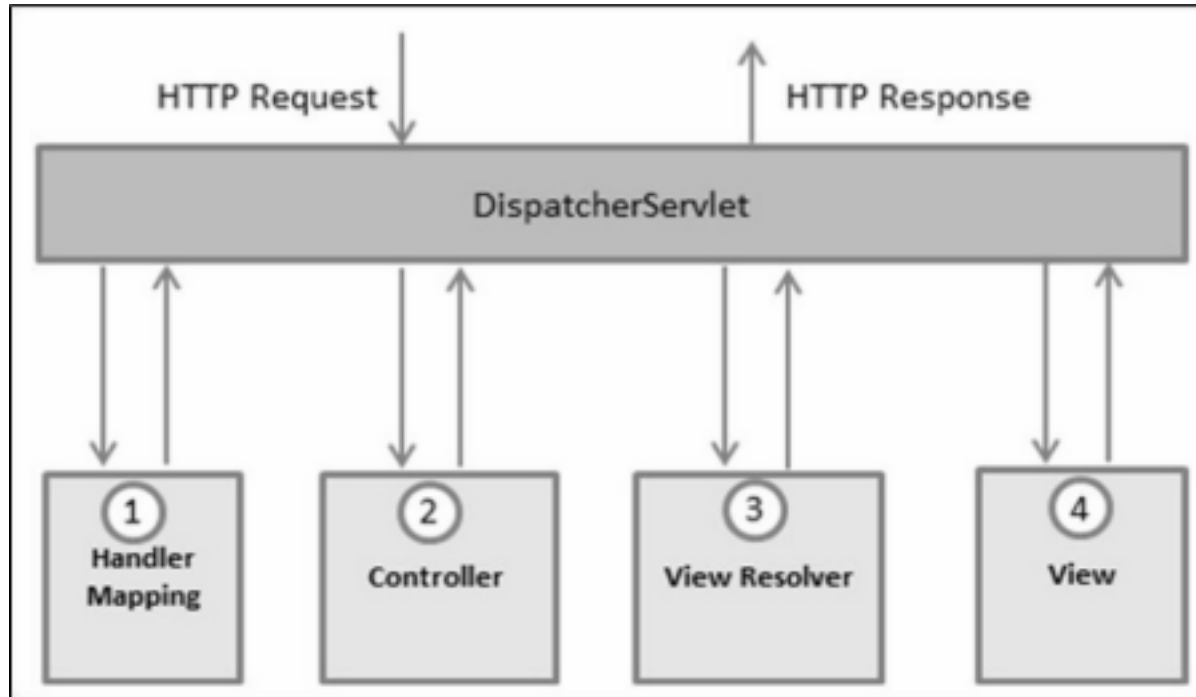 HTTP Request
HTTP Response
DispatcherServlet
1
Handler
Mapping
2
Controller
3
View Resolver
4
View